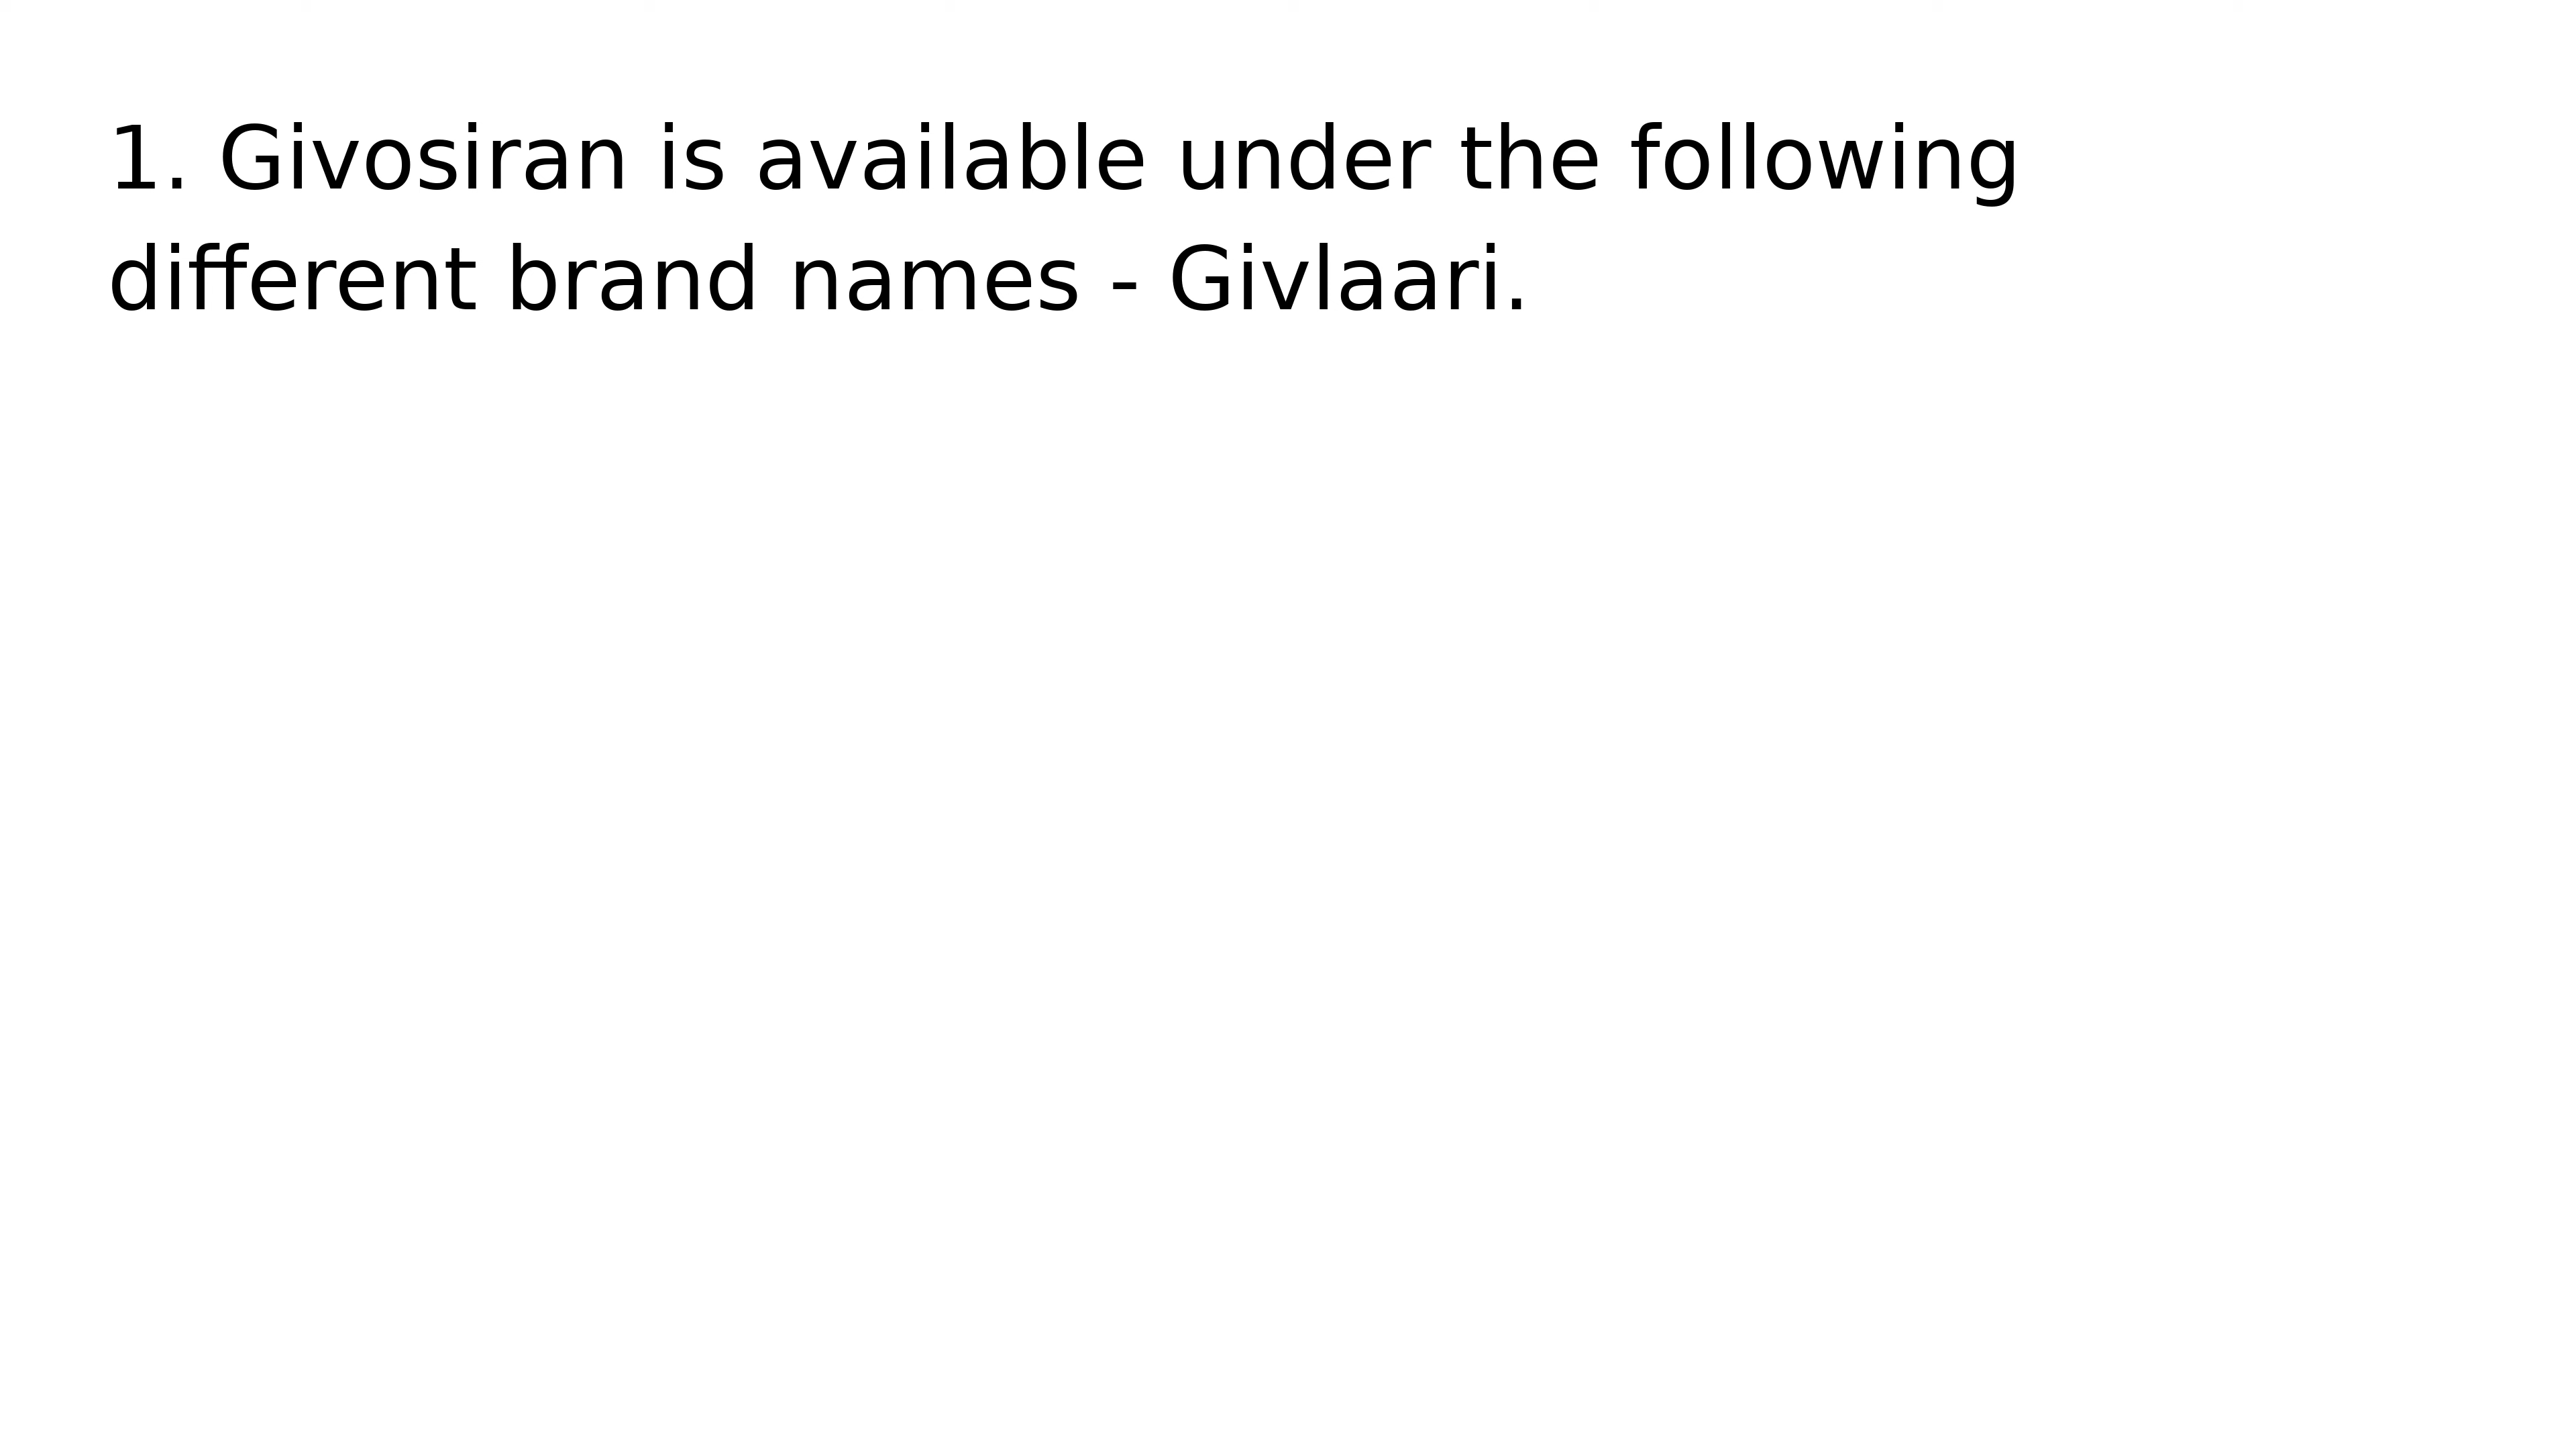 1. Givosiran is available under the following
different brand names - Givlaari.